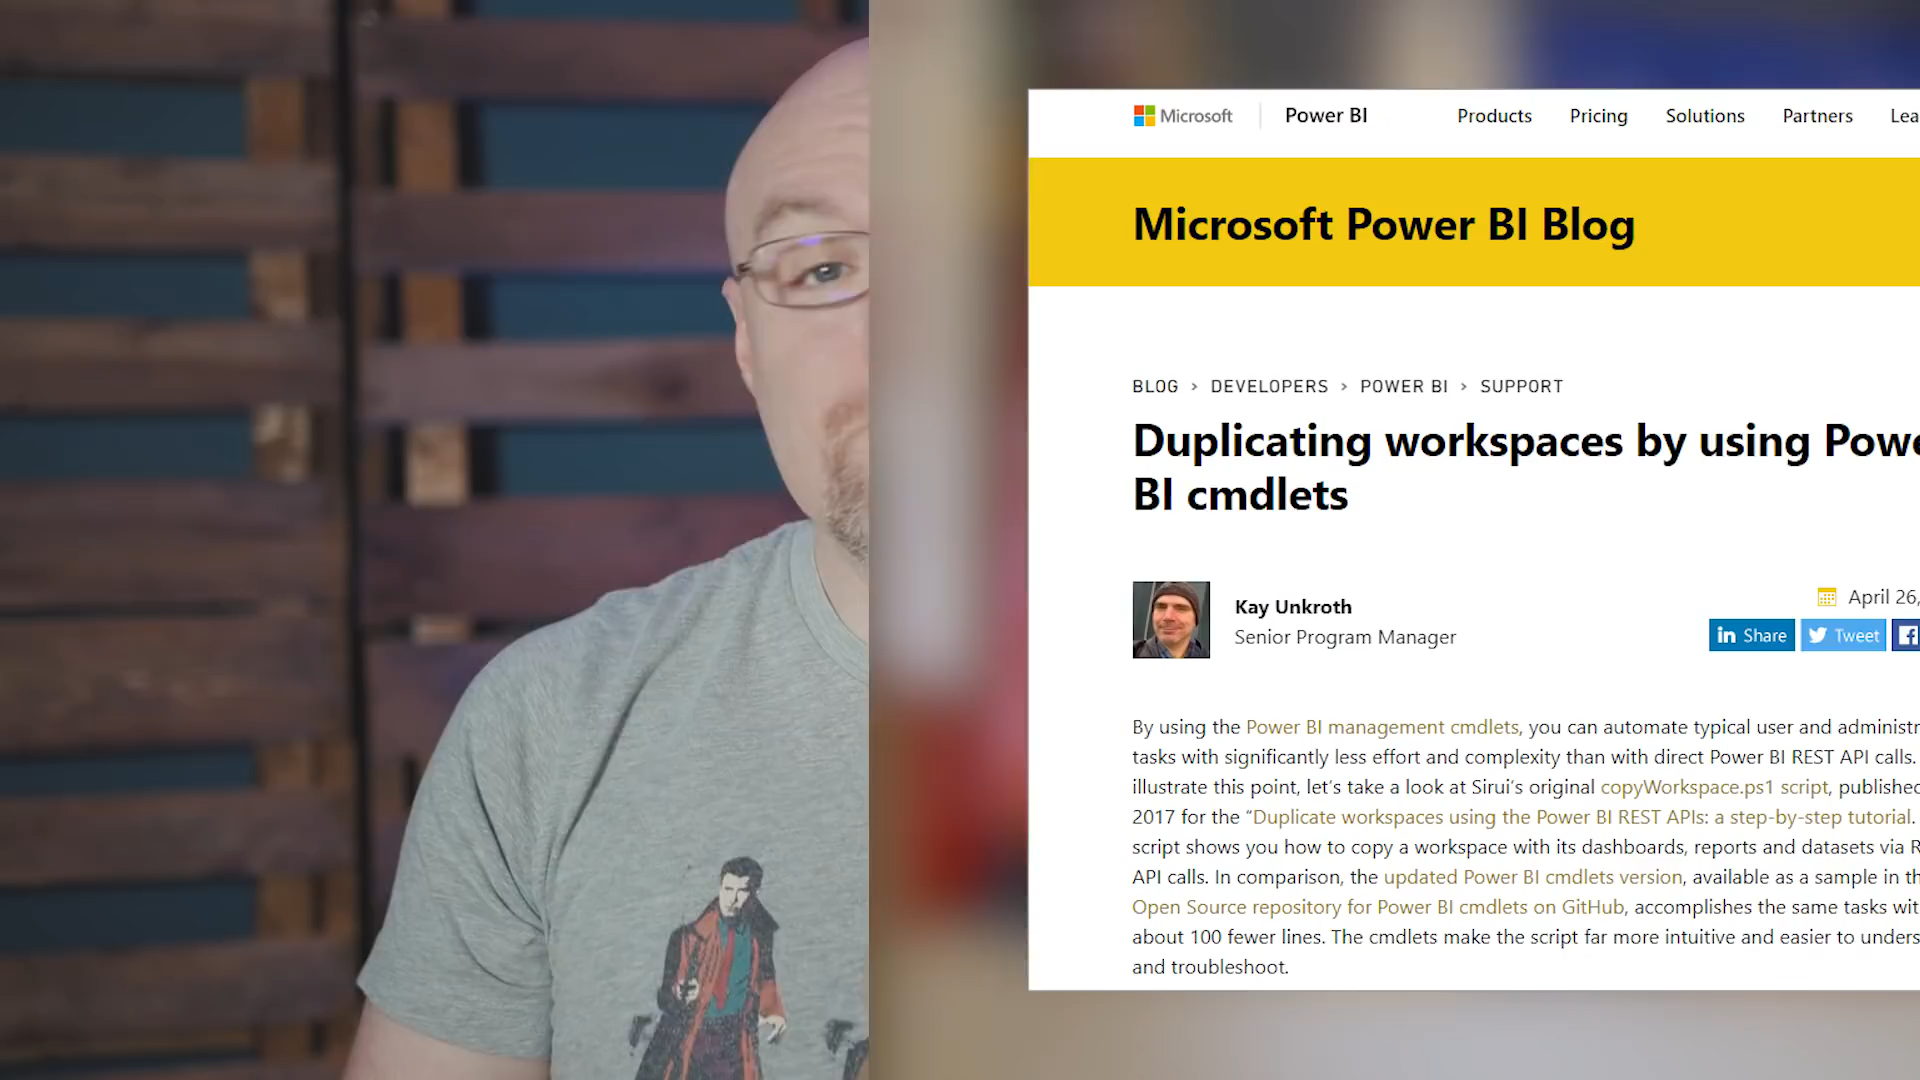 Microsoft Power BI Products Pricing Solutions Partners
Microsoft Power BI Blog
BLOG > DEVELOPERS > POWER BI > SUPPORT
Duplicating workspaces by using
BI cmdlets
Kay Unkroth
Senior Program Manager
April 26,
Share Tweet
By using the Power BI management cmdlets, you can automate typical user and
tasks with significantly less effort and complexity than with direct Power BI REST API calls.
illustrate this point, let's take a look at Sirui's original copyWorkspace.ps1 script, published
2017 for the “Duplicate workspaces using the Power BI REST APIs: a step-by-step tutorial.
script shows you how to copy a workspace with its dashboards, reports and datasets via
API calls. In comparison, the updated Power BI cmdlets version, available as a sample in
Open Source repository for Power BI cmdlets on GitHub, accomplishes the same tasks
about 100 fewer lines. The cmdlets make the script far more intuitive and easier to
and troubleshoot.